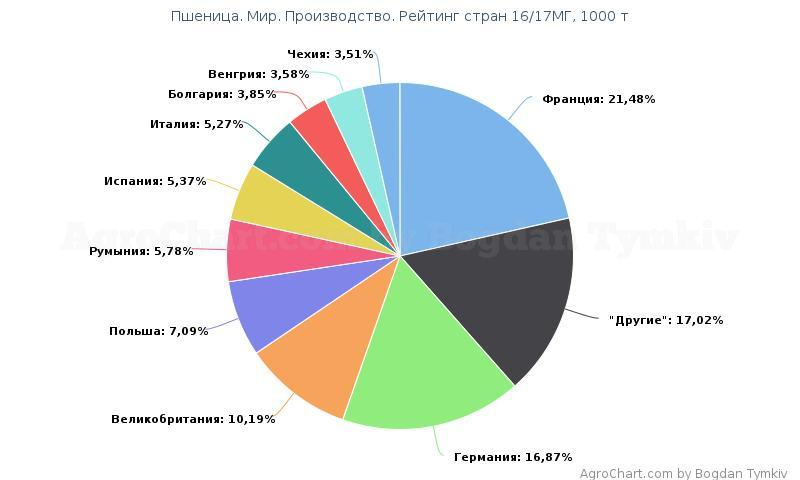 Пшеница. Мир. Производство. Рейтинг стран 16/17МГ, 1000 т
Чехия: 3,51%
Венгрия: 3,58%
Болгария: 3,85%
Франция: 21,48%
Италия: 5,27%
Испания: 5,37%
AgroChart.com by Bogdan Tymkiv
Румыния: 5,78%
"Другие": 17,02%
Польша: 7,09%
Великобритания: 10,19%
Германия: 16,87%
AgroChart.com by Bogdan Tymkiv